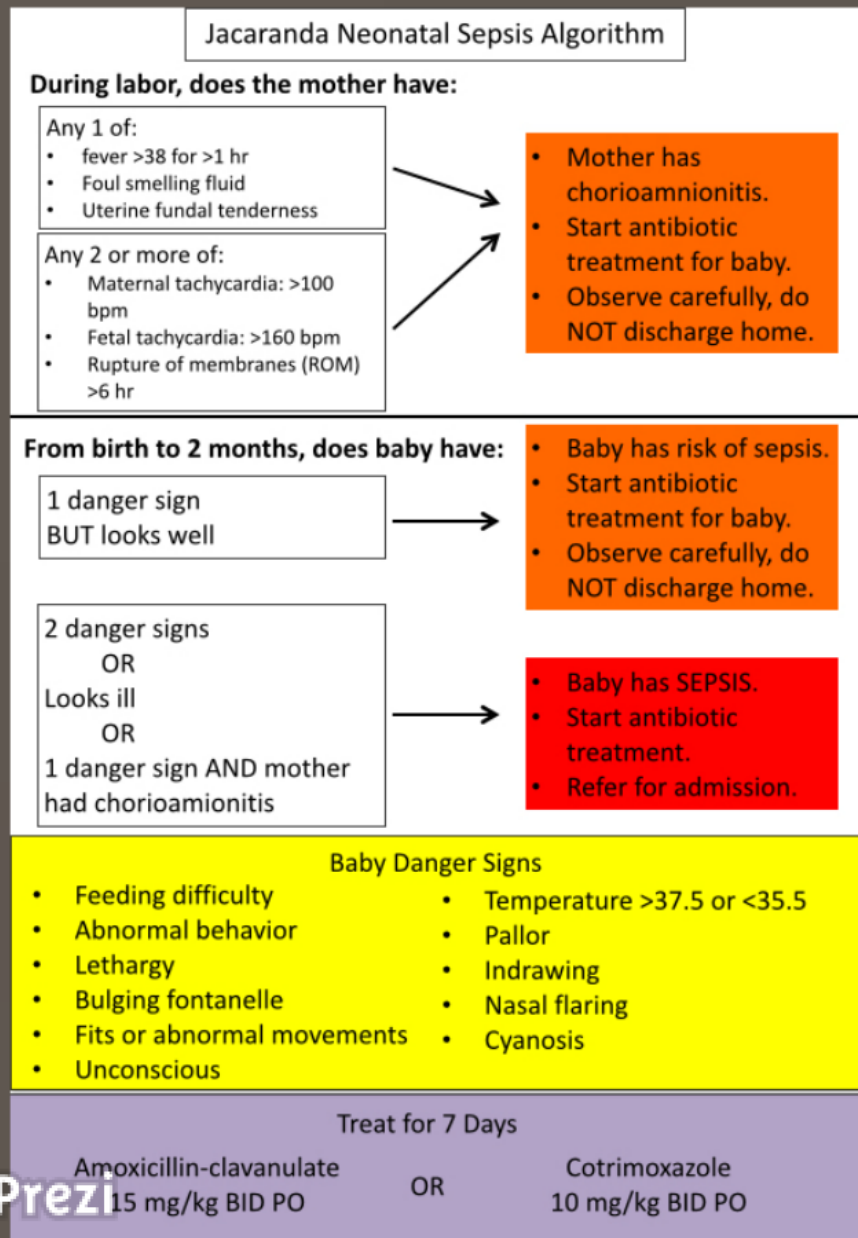 Jacaranda Neonatal Sepsis Algorithm
During labor, does the mother have:
Any 1 of:
• fever >38 for >1 hr
• Foul smelling fluid
• Uterine fundal tenderness
Any 2 or more of:
• Maternal tachycardia: >100
bpm
• Fetal tachycardia: >160 bpm
• Rupture of membranes (ROM)
>6 hr
• Mother has
chorioamnionitis.
• Start antibiotic
treatment for baby.
• Observe carefully, do
NOT discharge home.
From birth to 2 months, does baby have:
1 danger sign
BUT looks well
• Baby has risk of sepsis.
• Start antibiotic
treatment for baby.
• Observe carefully, do
NOT discharge home.
2 danger signs
OR
Looks ill
OR
1 danger sign AND mother
had chorioamionitis
• Baby has SEPSIS.
• Start antibiotic
treatment.
• Refer for admission.
Baby Danger Signs
• Feeding difficulty
• Abnormal behavior
• Lethargy
• Bulging fontanelle
• Fits or abnormal movements
• Unconscious
• Temperature >37.5 or <35.5
• Pallor
• Indrawing
• Nasal flaring
• Cyanosis
Treat for 7 Days
Amoxicillin-clavanulate
15 mg/kg BID PO
OR
Cotrimoxazole
10 mg/kg BID PO
Prezi